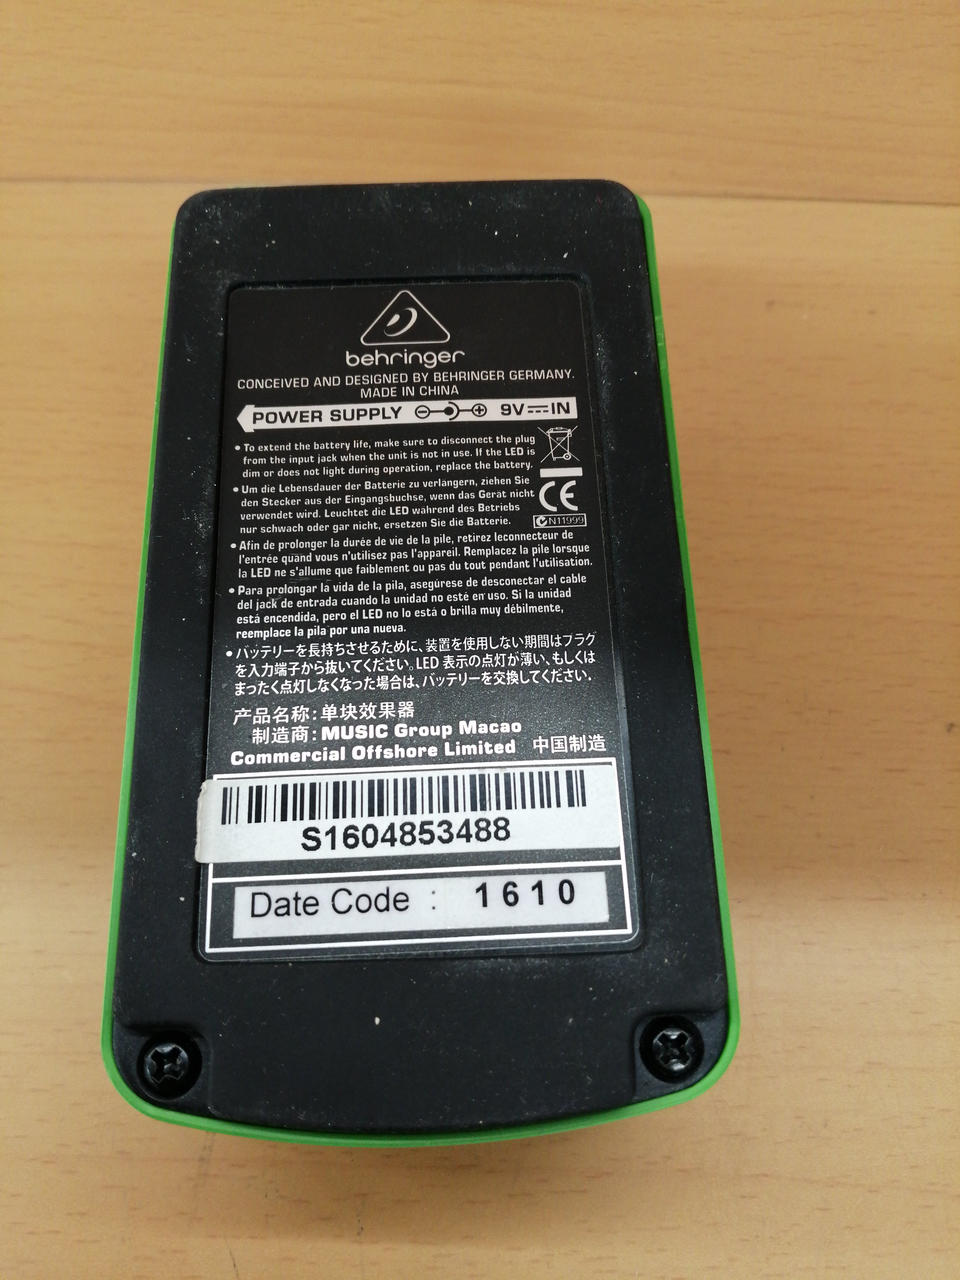 behringer
CONCEIVED AND DESIGNED BY BEHRINGER GERMANY.
MADE IN CHINA
POWER SUPPLY 9V IN
• To extend the battery life, make sure to disconnect the plug
from the input jack when the unit is not in use. If the LED is
dim or does not light during operation, replace the battery.
• Um die Lebensdauer der Batterie zu verlängern, ziehen Sie
den Stecker aus der Eingangsbuchse, wenn das Gerät nicht
verwendet wird. Leuchtet die LED während des Betriebs
nur schwach oder gar nicht, ersetzen Sie die Batterie.
CE
N11999
• Afin de prolonger la durée de vie de la pile, retirez leconnecteur de
l'entrée quand vous n'utilisez pas l'appareil. Remplacez la pile lorsque
la LED ne s'allume que faiblement ou pas du tout pendant l'utilisation.
• Para prolongar la vida de la pila, asegúrese de desconectar el cable
del jack de entrada cuando la unidad no esté en uso. Si la unidad
está encendida, pero el LED no lo está o brilla muy débilmente,
reemplace la pila por una nueva.
• バッテリーを長持ちさせるために、装置を使用しない期間はプラグ
を入力端子から抜いてください。LED 表示の点灯が薄い、もしくは
まったく点灯しなくなった場合は、バッテリーを交換してください.
产品名称: 单块效果器
制造商: MUSIC Group Macao
Commercial Offshore Limited 中国制造
S1604853488
Date Code : 1610